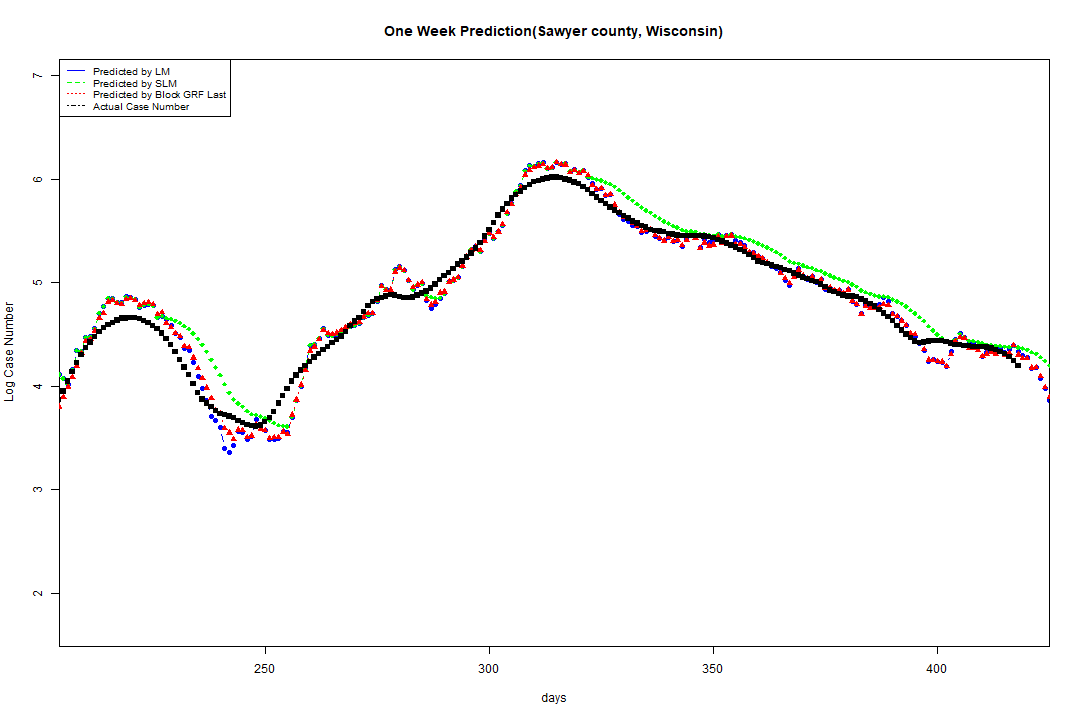 One Week Prediction(Sawyer county, Wisconsin)
Predicted by LM
Predicted by SLM
Predicted by Block GRF Last
Actual Case Number
7
6
5
4
3
2
Log Case Number
250 300 350 400
days